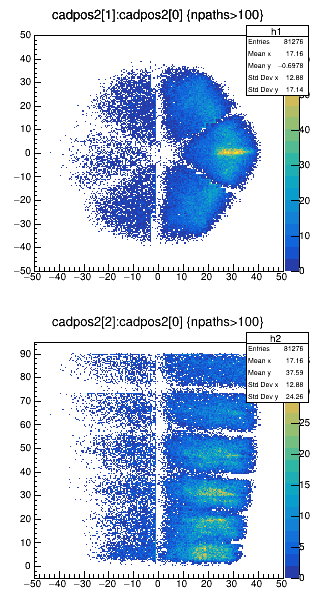 cadpos2[1]:cadpos2[0] {npaths>100}
h1
Entries 81276
Mean x 17.16
Mean y −0.6978
Std Dev x 12.88
Std Dev y 17.14
50
40
30
20
10
0
−10
−20
−30
−40
−50
−50 −40 −30 −20 −10 0 10 20 30 40 50
40
30
20
10
0
cadpos2[2]:cadpos2[0] {npaths>100}
h2
Entries 81276
Mean x 17.16
Mean y 37.59
Std Dev x 12.88
Std Dev y 24.26
90
80
70
60
50
40
30
20
10
0
−50 −40 −30 −20 −10 0 10 20 30 40 50
25
20
15
10
5
0